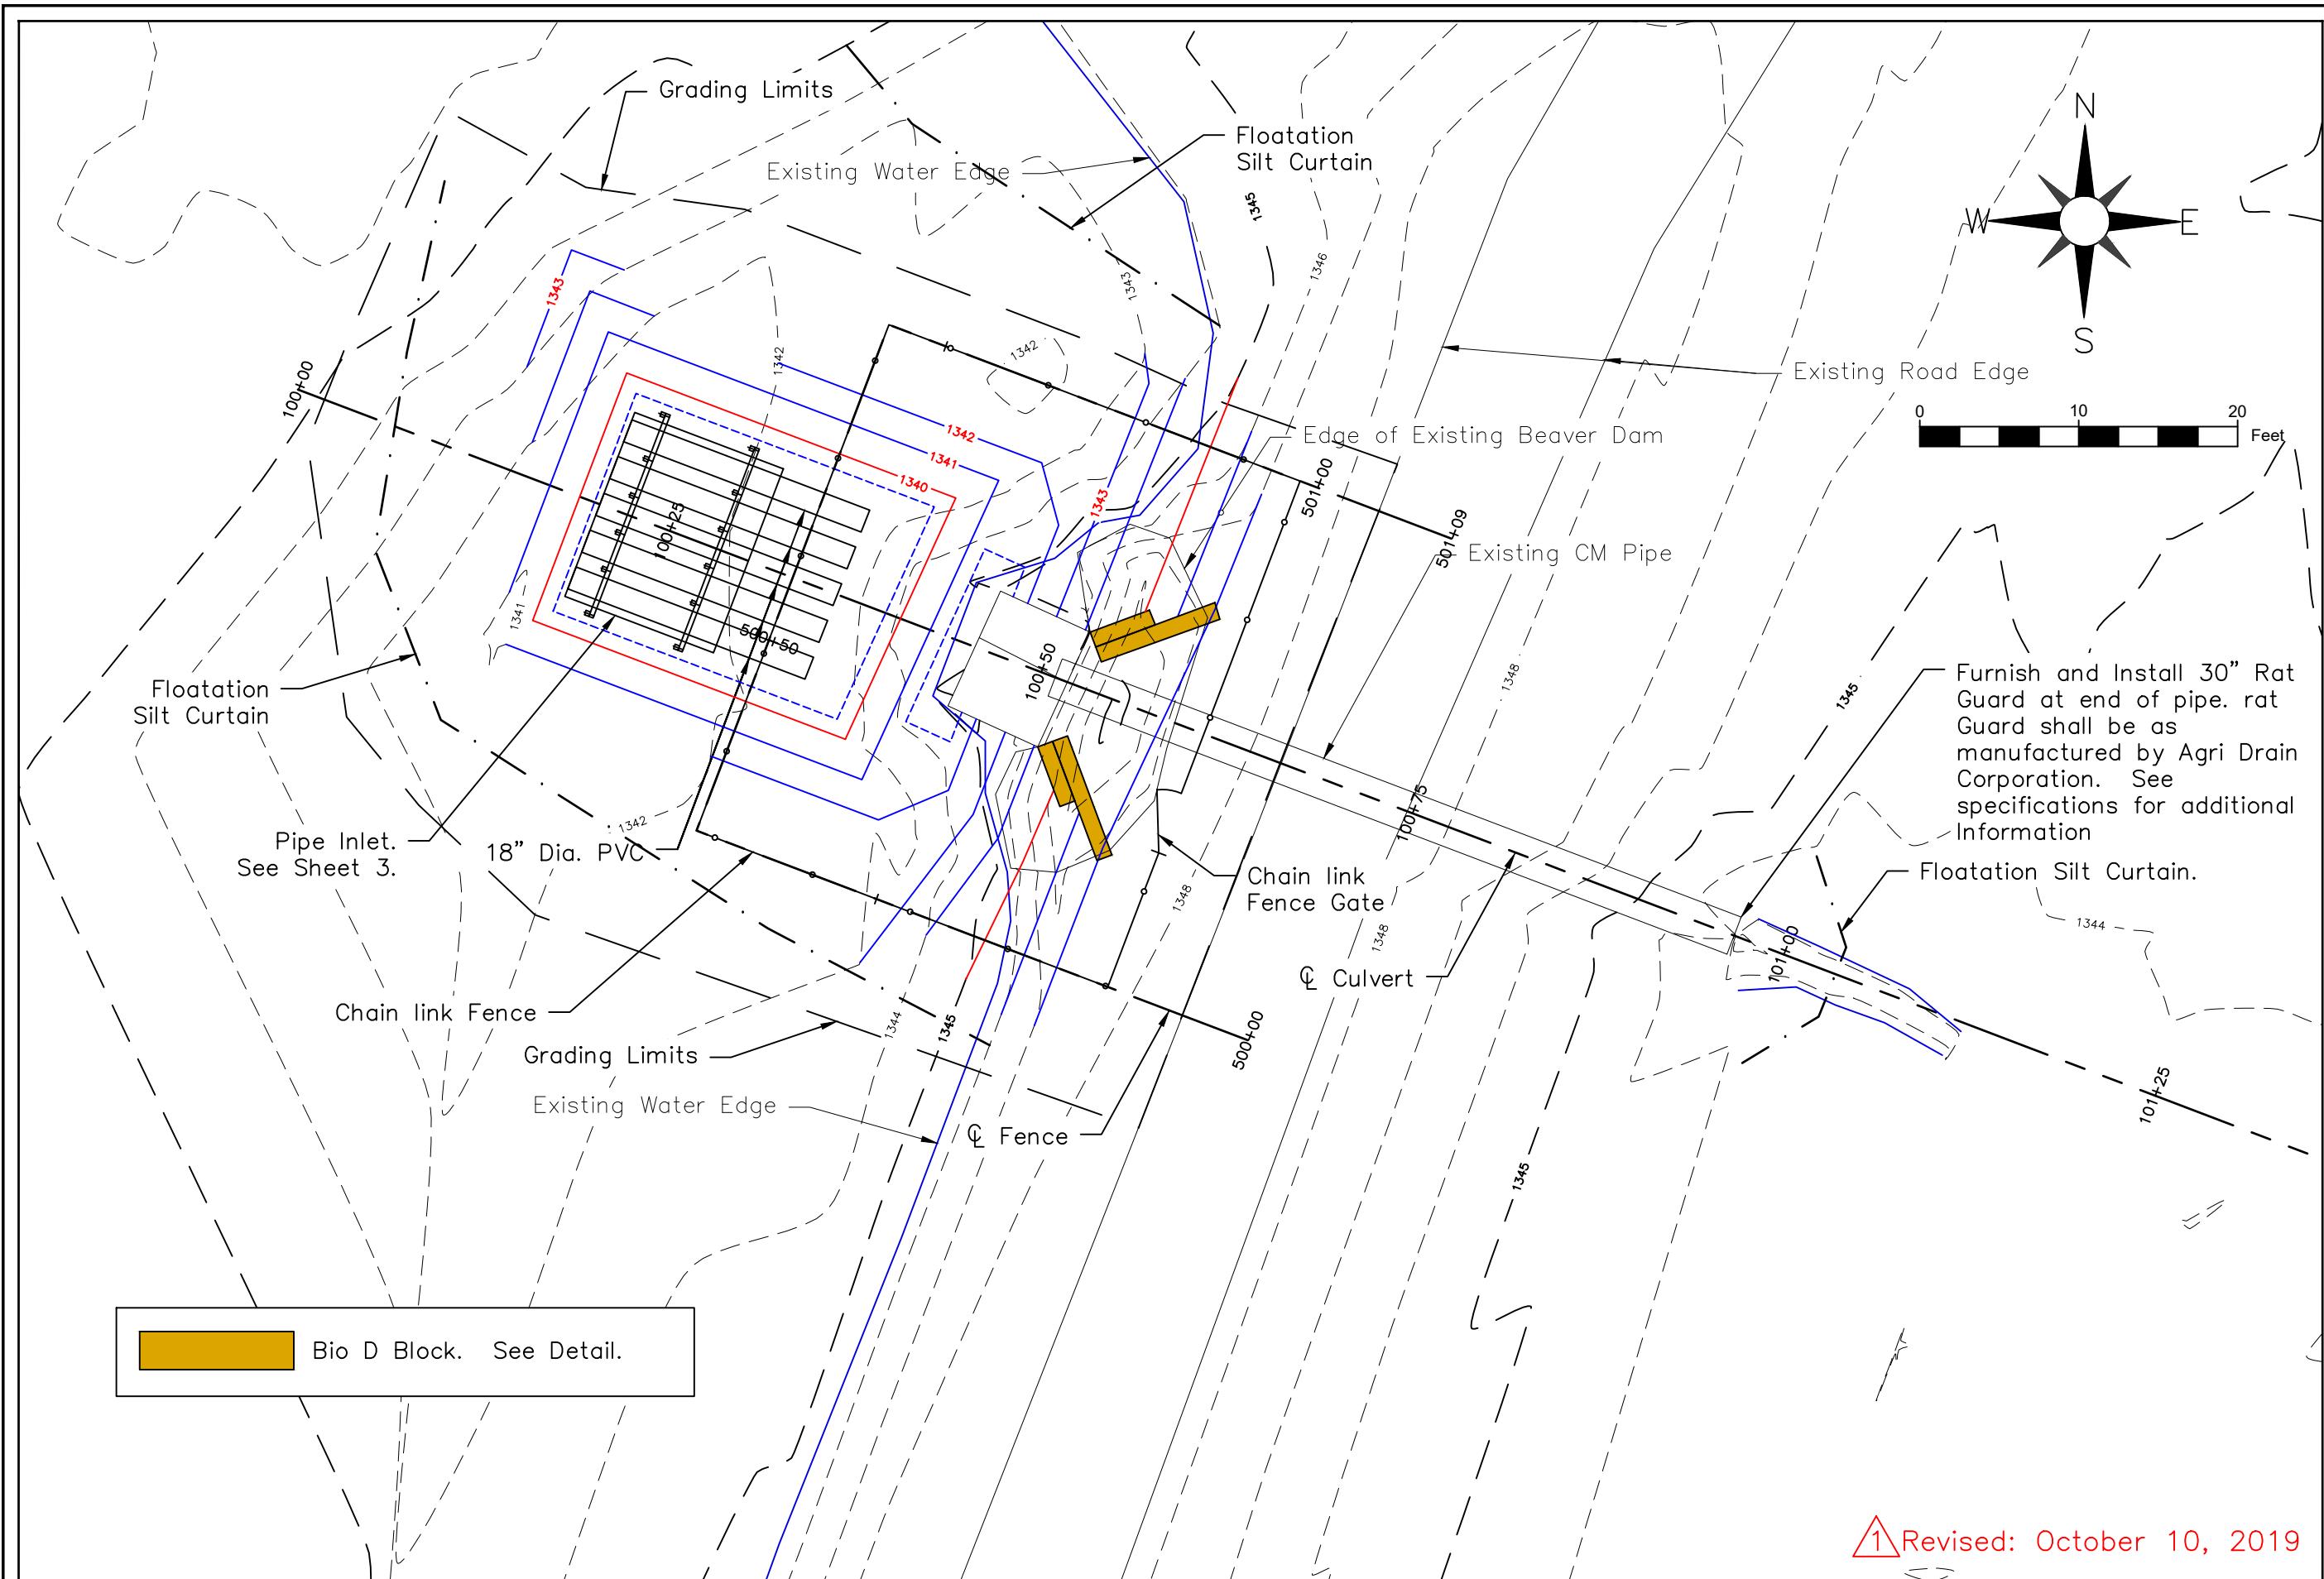 Grading Limits
Floatation
Silt Curtain
Existing Water Edge
N
W
E
S
1345
1346
1343
1343
1342
1342
Existing Road Edge
0 10 20
Feet
100+00
1342
1341
1340
1343
Edge of Existing Beaver Dam
501+00
501+09
Existing CM Pipe
100+25
500+50
1341
100+50
1348
1345
Furnish and Install 30" Rat
Guard at end of pipe. rat
Guard shall be as
manufactured by Agri Drain
Corporation. See
specifications for additional
Information
Floatation
Silt Curtain
Pipe Inlet.
See Sheet 3.
1342
18" Dia. PVC
100+75
Chain link
Fence Gate
1348
1348
Floatation Silt Curtain.
1344
101+00
℄ Culvert
Chain link Fence
1344
1345
500+00
Grading Limits
Existing Water Edge
℄ Fence
101+25
1345
Bio D Block. See Detail.
1 Revised: October 10, 2019